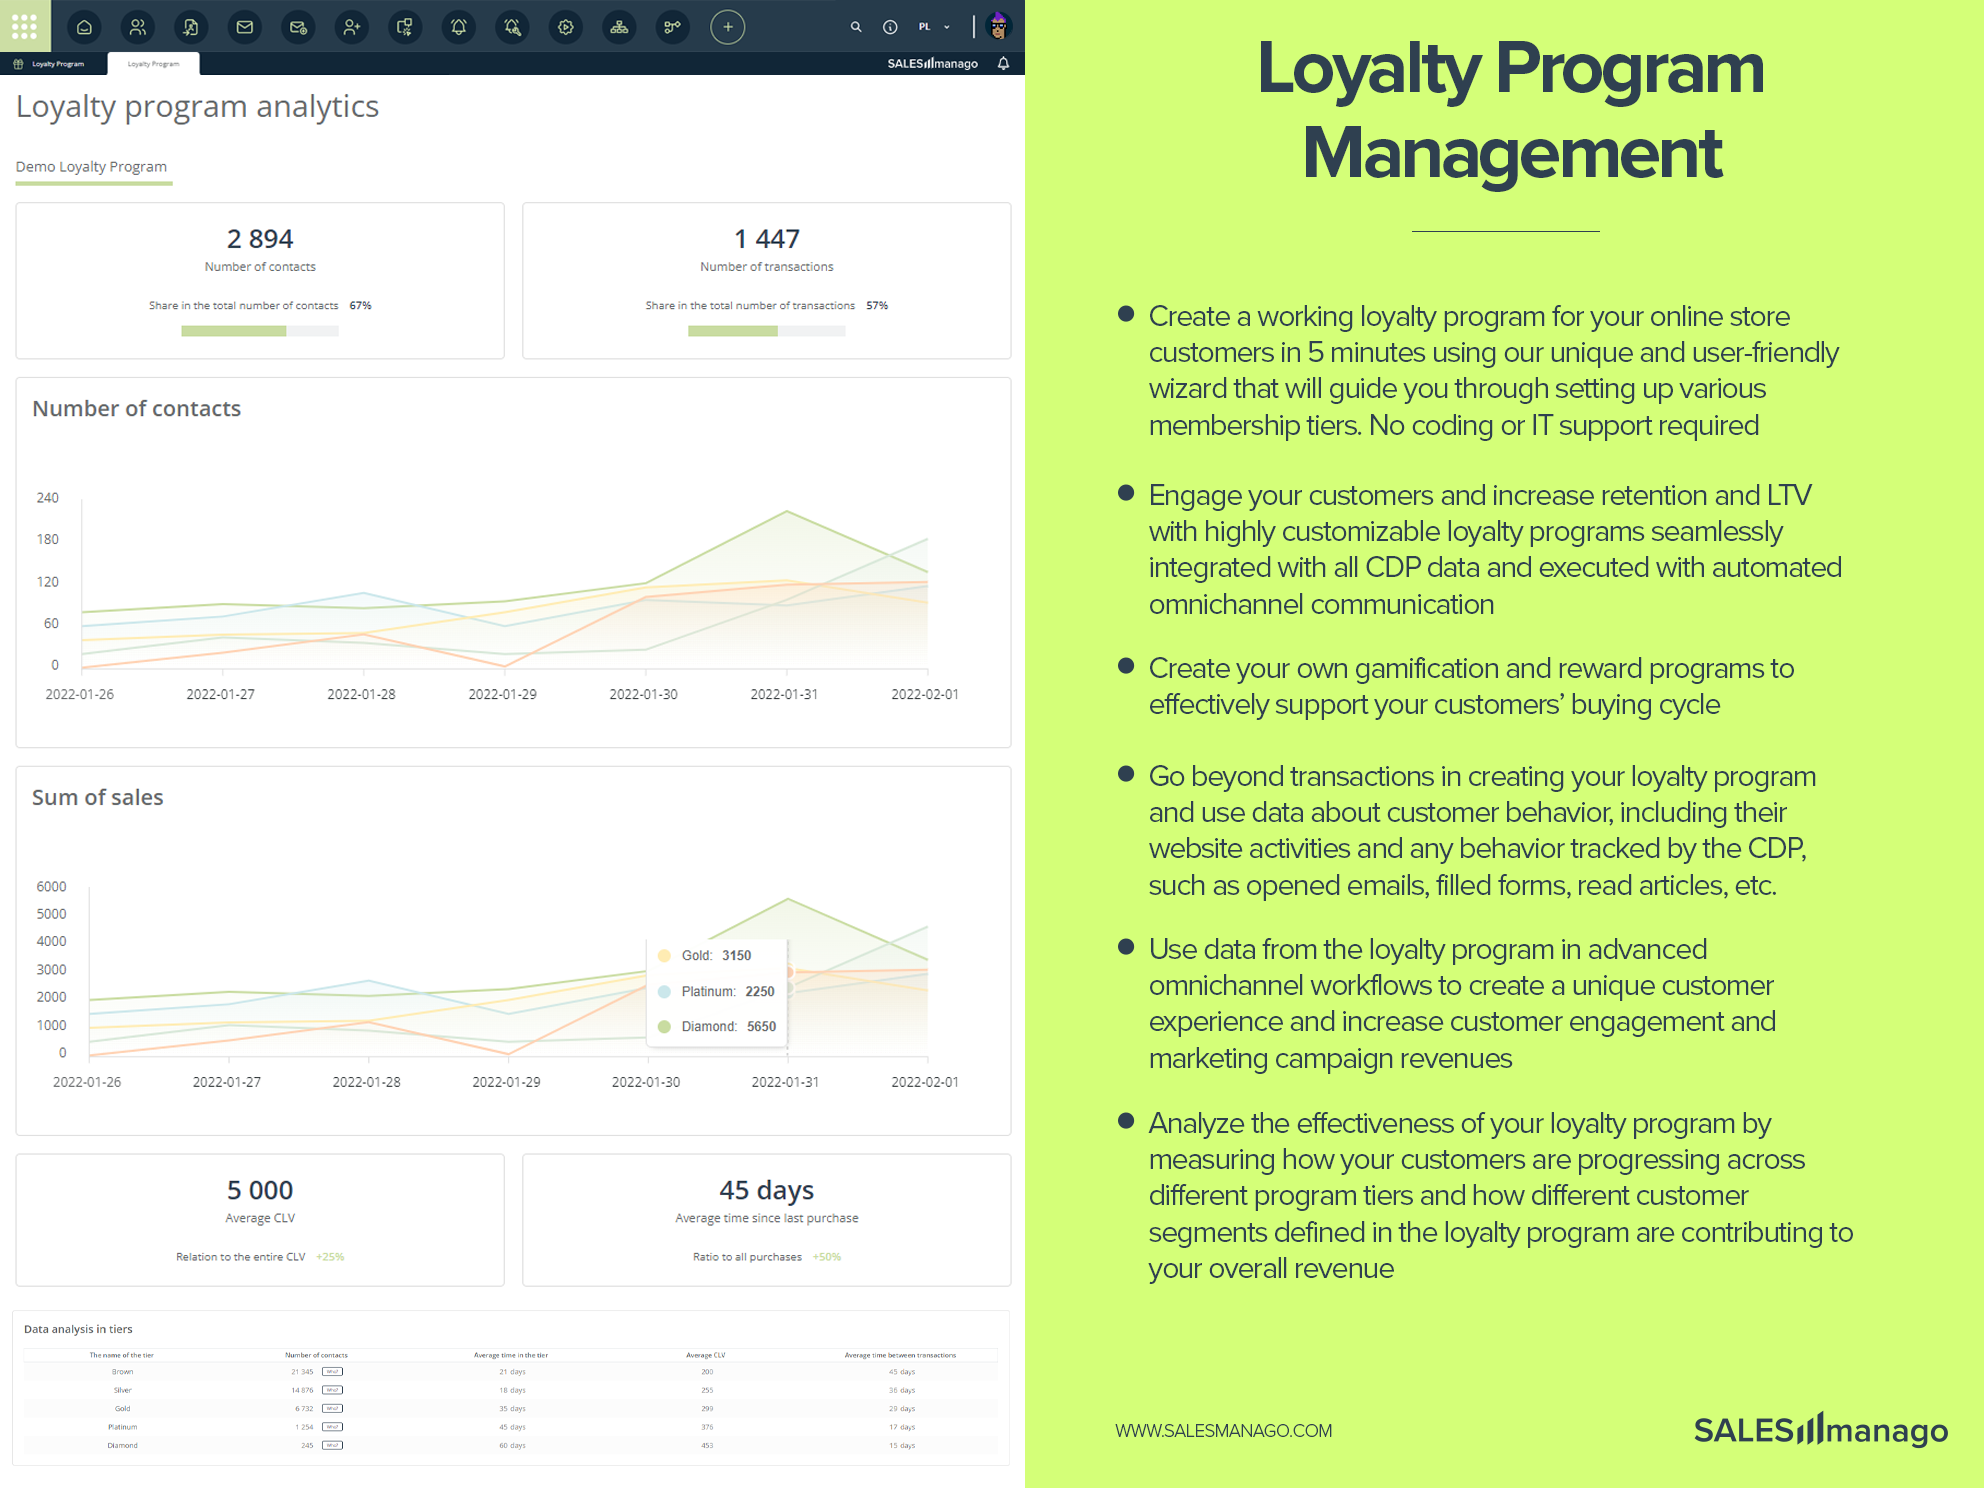 PL
Loyalty Program
Loyalty Program
SALESmanago
Loyalty program analytics
Demo Loyalty Program
2 894
Number of contacts
Share in the total number of contacts 67%
1 447
Number of transactions
Share in the total number of transactions 57%
Number of contacts
240
180
120
60
0
2022-01-26 2022-01-27 2022-01-28 2022-01-29 2022-01-30 2022-01-31 2022-02-01
Sum of sales
6000
5000
4000
3000
2000
1000
0
Gold: 3150
Platinum: 2250
Diamond: 5650
2022-01-26 2022-01-27 2022-01-28 2022-01-29 2022-01-30 2022-01-31 2022-02-01
5 000
Average CLV
Relation to the entire CLV +25%
45 days
Average time since last purchase
Ratio to all purchases +50%
Data analysis in tiers
The name of the tier Number of contacts Average time in the tier Average CLV Average time between transactions
Brown 21 345 Who? 21 days 200 45 days
Silver 14 876 Who? 18 days 255 36 days
Gold 6 732 Who? 35 days 299 29 days
Platinum 1 254 Who? 45 days 376 17 days
Diamond 245 Who? 60 days 453 15 days
Loyalty Program
Management
Create a working loyalty program for your online store
customers in 5 minutes using our unique and user-friendly
wizard that will guide you through setting up various
membership tiers. No coding or IT support required
Engage your customers and increase retention and LTV
with highly customizable loyalty programs seamlessly
integrated with all CDP data and executed with automated
omnichannel communication
Create your own gamification and reward programs to
effectively support your customers’ buying cycle
Go beyond transactions in creating your loyalty program
and use data about customer behavior, including their
website activities and any behavior tracked by the CDP,
such as opened emails, filled forms, read articles, etc.
Use data from the loyalty program in advanced
omnichannel workflows to create a unique customer
experience and increase customer engagement and
marketing campaign revenues
Analyze the effectiveness of your loyalty program by
measuring how your customers are progressing across
different program tiers and how different customer
segments defined in the loyalty program are contributing to
your overall revenue
WWW.SALESMANAGO.COM
SALESmanago